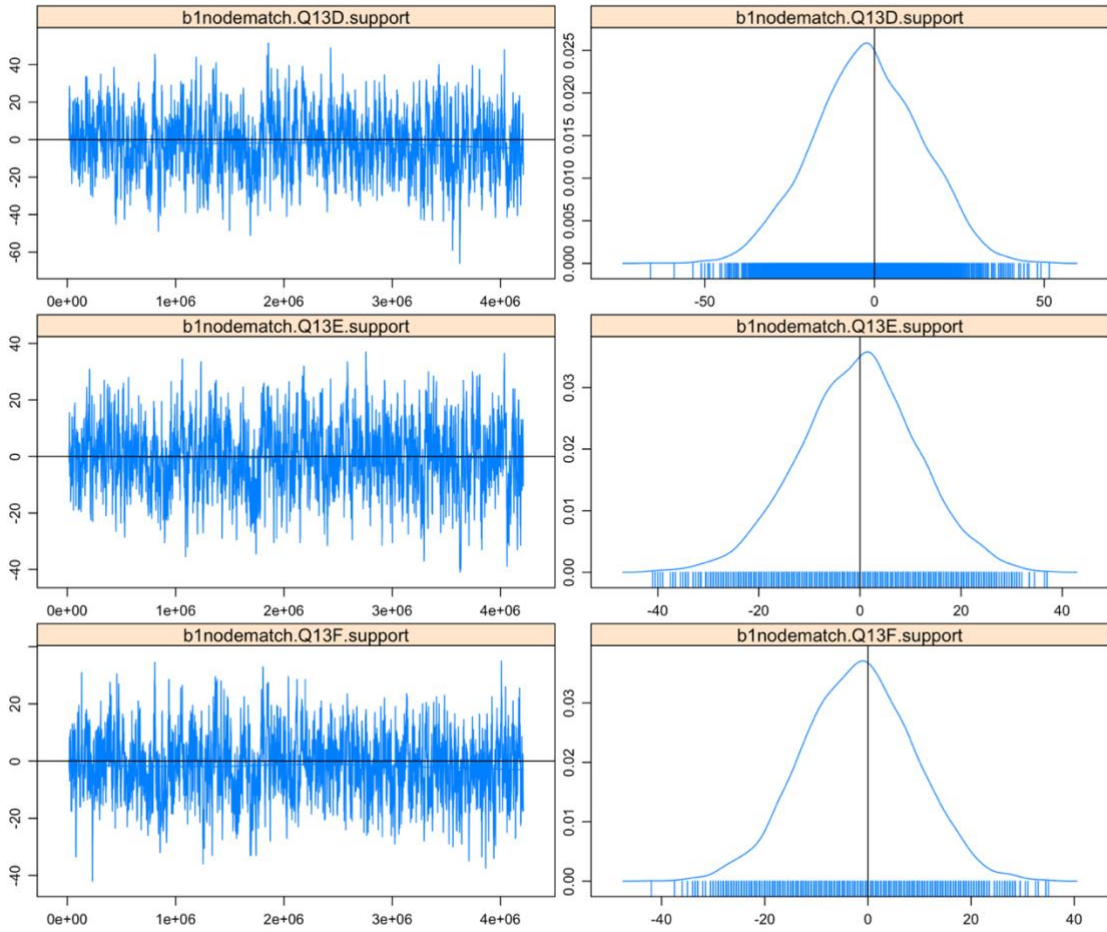 b1nodematch.Q13D.support
b1nodematch.Q13D.support
40
20
0
-20
-40
-60
0e+00 1e+06 2e+06 3e+06 4e+06
0.025
0.020
0.015
0.010
0.005
0.000
-50 0 50
b1nodematch.Q13E.support
b1nodematch.Q13E.support
40
20
0
-20
-40
0e+00 1e+06 2e+06 3e+06 4e+06
0.03
0.02
0.01
0.00
-40 -20 0 20 40
b1nodematch.Q13F.support
b1nodematch.Q13F.support
20
0
-20
-40
0e+00 1e+06 2e+06 3e+06 4e+06
0.03
0.02
0.01
0.00
-40 -20 0 20 40